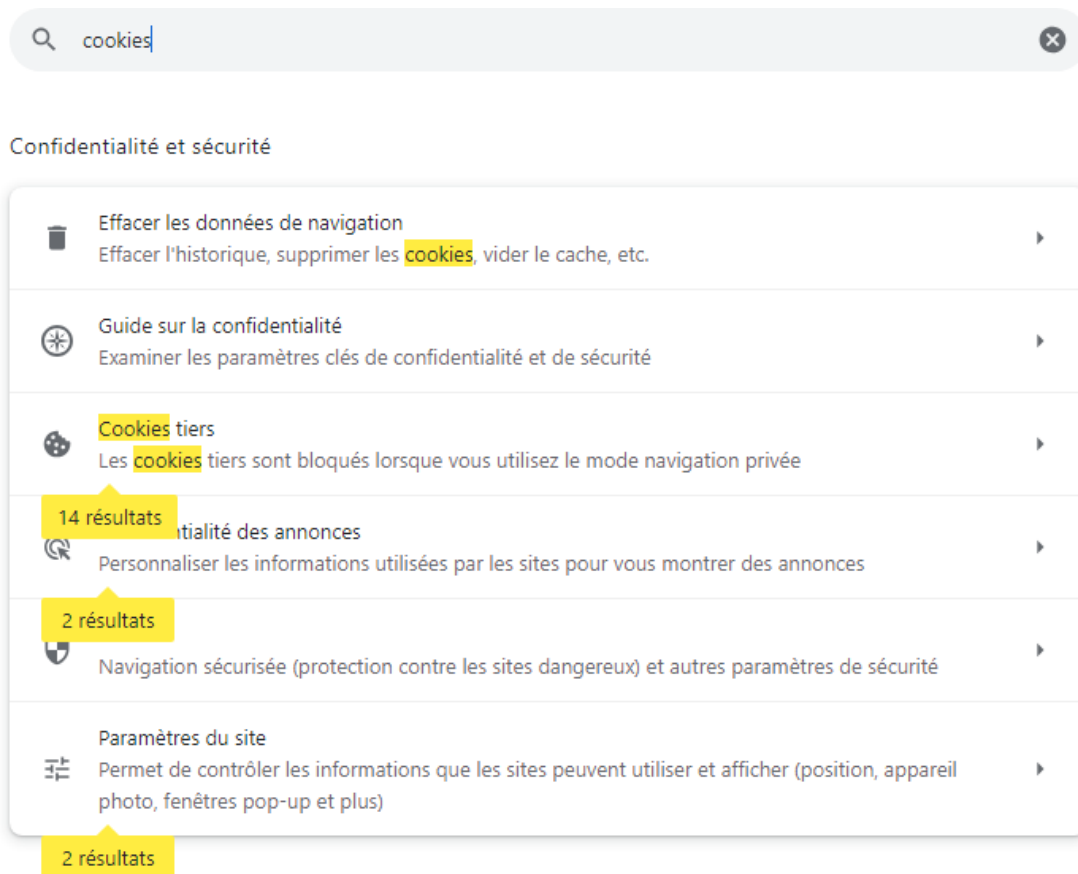 cookies
Confidentialité et sécurité
Effacer les données de navigation
Effacer l'historique, supprimer les cookies, vider le cache, etc.
Guide sur la confidentialité
Examiner les paramètres clés de confidentialité et de sécurité
Cookies tiers
Les cookies tiers sont bloqués lorsque vous utilisez le mode navigation privée
14 résultats
ntialité des annonces
Personnaliser les informations utilisées par les sites pour vous montrer des annonces
2 résultats
Navigation sécurisée (protection contre les sites dangereux) et autres paramètres de sécurité
Paramètres du site
Permet de contrôler les informations que les sites peuvent utiliser et afficher (position, appareil
photo, fenêtres pop-up et plus)
2 résultats